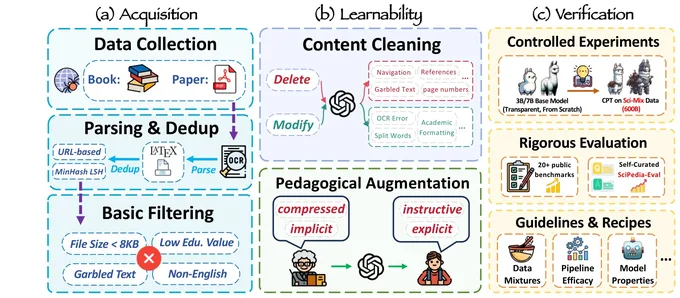 (a) Acquisition
Data Collection
Book:
Paper:
PDF
Parsing & Dedup
URL-based
MinHash LSH
Dedup
LATEX
Parse
OCR
Basic Filtering
File Size < 8KB
Low Edu. Value
Garbled Text
Non-English
(b) Learnability
Content Cleaning
Delete
Modify
Navigation
References
Garbled Text
page numbers
...
OCR Error
Split Words
Academic
Formatting
...
Pedagogical Augmentation
compressed
implicit
instructive
explicit
(c) Verification
Controlled Experiments
3B/7B Base Model
(Transparent, From Scratch)
CPT on Sci-Mix Data
(600B)
Rigorous Evaluation
20+ public
benchmarks
Self-Curated
SciPedia-Eval
Guidelines & Recipes
Data
Mixtures
Pipeline
Efficacy
Model
Properties
...